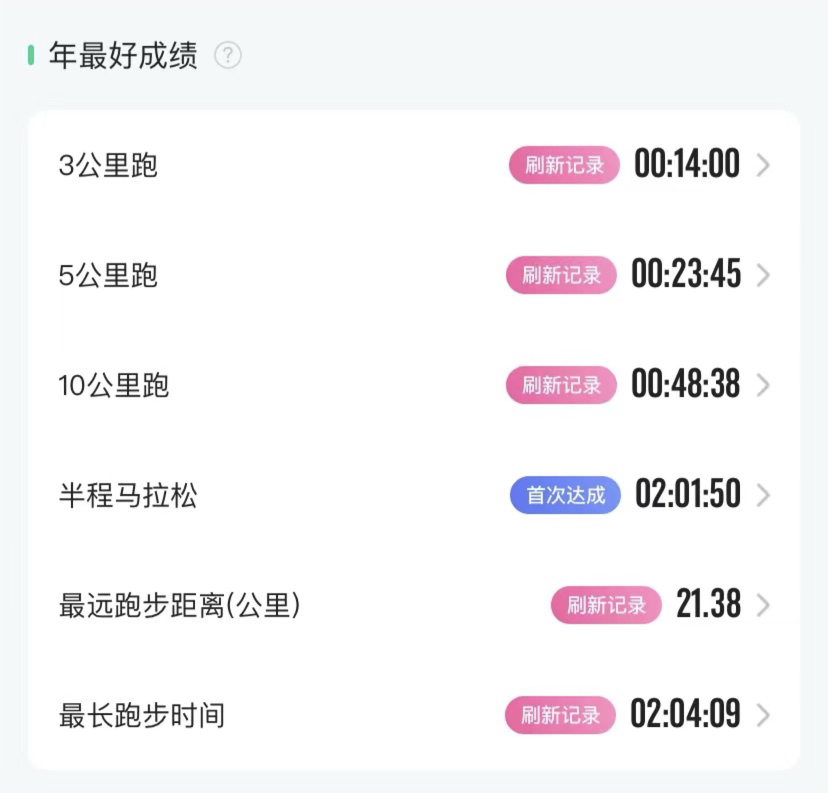 年最好成绩 ?
3公里跑 刷新记录 00:14:00
5公里跑 刷新记录 00:23:45
10公里跑 刷新记录 00:48:38
半程马拉松 首次达成 02:01:50
最远跑步距离(公里) 刷新记录 21.38
最长跑步时间 刷新记录 02:04:09